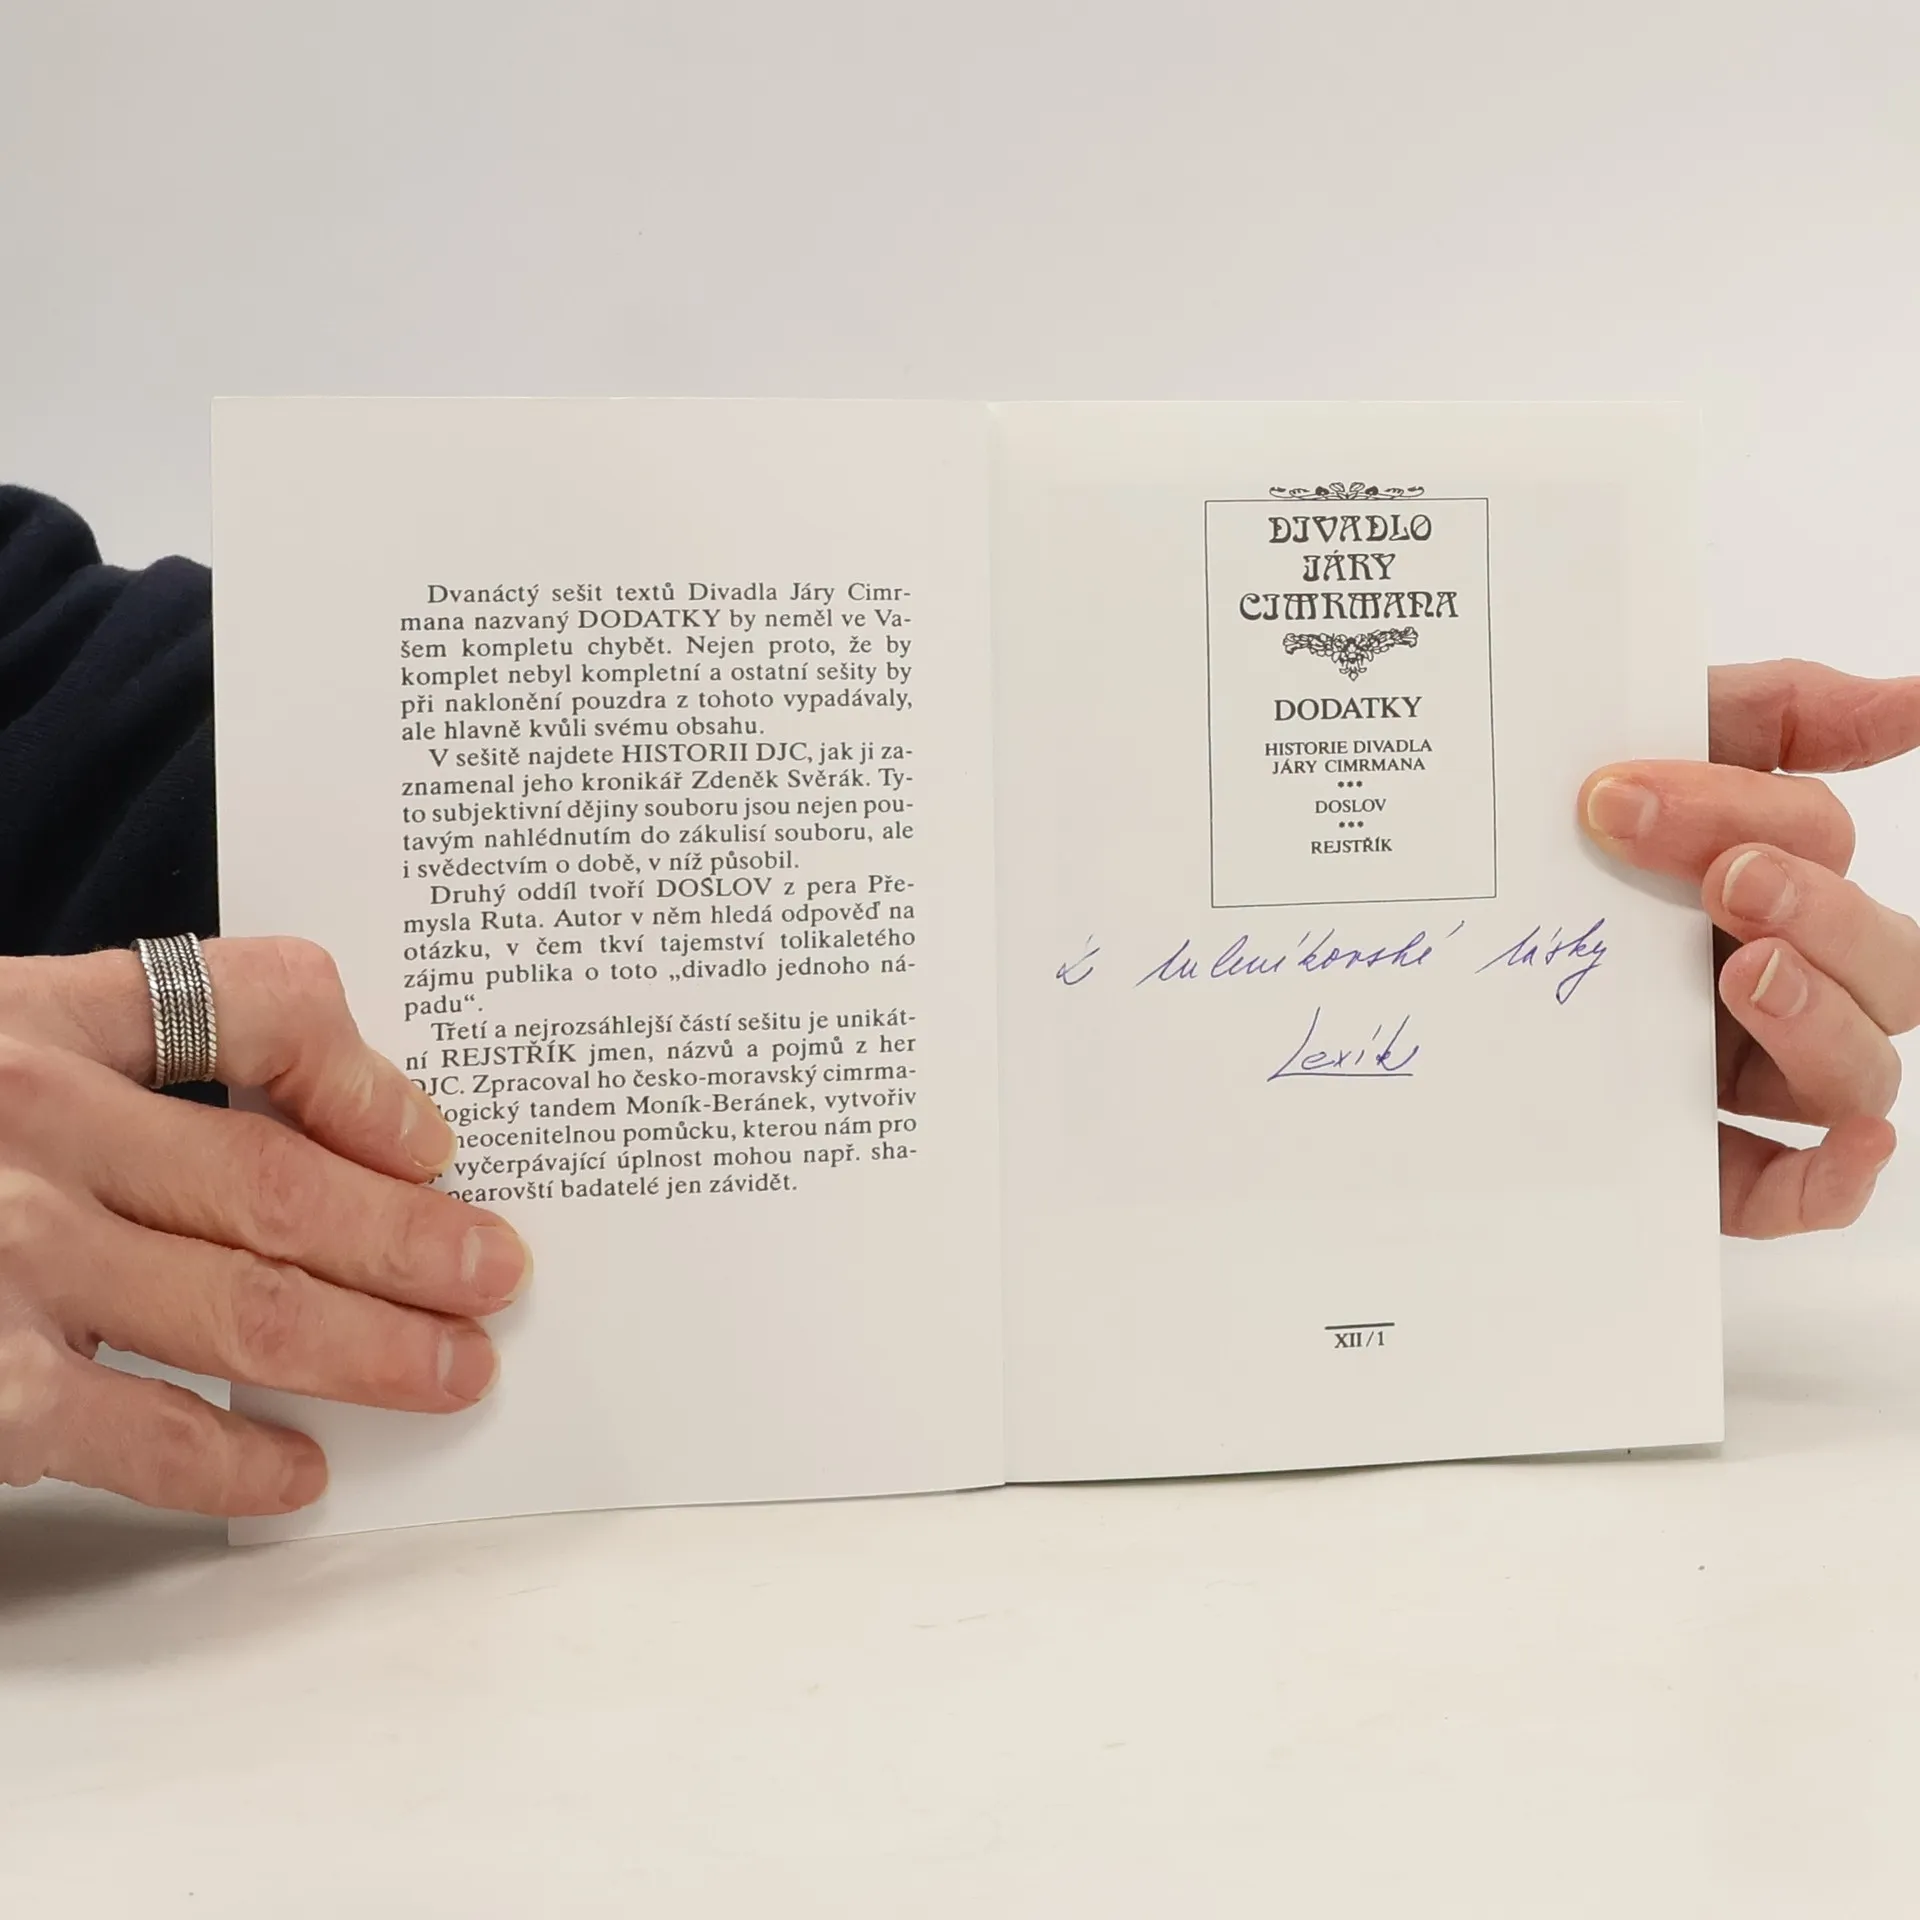 Dvanáctý sešit textů Divadla Járy Cimr-
mana nazvaný DODATKY by neměl ve Va-
šem kompletu chybět. Nejen proto, že by
komplet nebyl kompletní a ostatní sešity by
při naklonění pouzdra z tohoto vypadávaly,
ale hlavně kvůli svému obsahu.
V sešitě najdete HISTORII DJC, jak ji za-
znamenal jeho kronikář Zdeněk Svěrák. Ty-
to subjektivní dějiny souboru jsou nejen pou-
tavým nahlédnutím do zákulisí souboru, ale
i svědectvím o době, v níž působil.
Druhý oddíl tvoří DOSLOV z pera Pře-
mysla Ruta. Autor v něm hledá odpověď na
otázku, v čem tkví tajemství tolikaletého
zájmu publika o toto „divadlo jednoho ná-
padu“.
Třetí a nejrozsáhlejší částí sešitu je unikát-
ní REJSTŘÍK jmen, názvů a pojmů z her
DJC. Zpracoval ho česko-moravský cimrma-
logický tandem Moník-Beránek, vytvořiv
neocenitelnou pomůcku, kterou nám pro
vyčerpávající úplnost mohou např. sha-
pearovští badatelé jen závidět.
DIVADLO
JÁRY
CIMRMANA
DODATKY
HISTORIE DIVADLA
JÁRY CIMRMANA
***
DOSLOV
***
REJSTŘÍK
Z tuleníkovské lásky
Lexík
XII/1